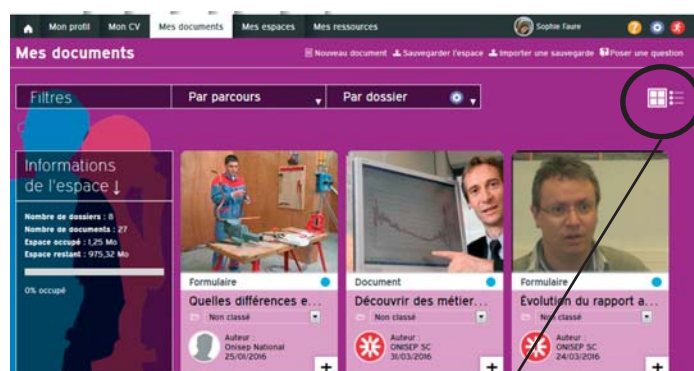 Mon profil Mon CV Mes documents Mes espaces Mes ressources Sophie Faure ?
Mes documents Nouveau document Sauvegarder l'espace Importer une sauvegarde Poser une question
Filtres Par parcours Par dossier
Informations
de l'espace ↓
Nombre de dossiers : 8
Nombre de documents : 27
Espace occupé : 1,25 Mo
Espace restant : 975,32 Mo
0% occupé
Formulaire
Quelles différences e...
Non classé
Auteur :
Onisep National
25/01/2016
+
Document
Découvrir des métier...
Non classé
Auteur :
ONISEP SC
31/03/2016
+
Formulaire
Évolution du rapport a...
Non classé
Auteur :
ONISEP SC
24/03/2016
+